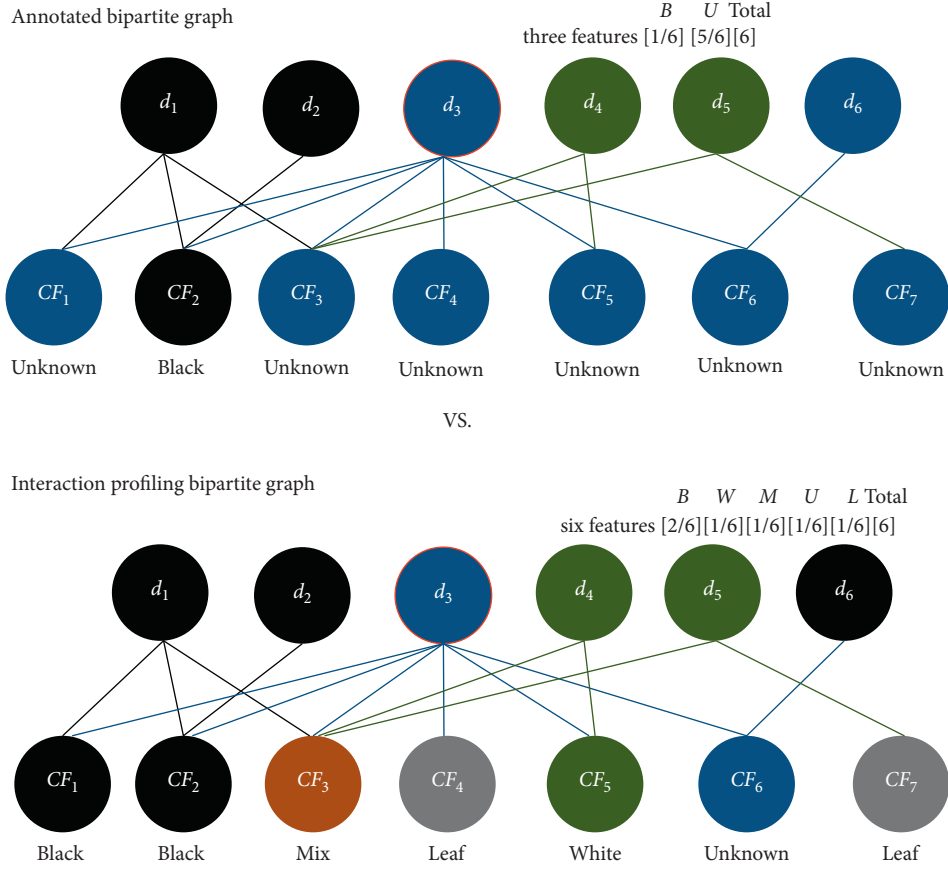 Annotated bipartite graph
B U Total
three features [1/6] [5/6][6]
d1 d2 d3 d4 d5 d6
CF1 CF2 CF3 CF4 CF5 CF6 CF7
Unknown Black Unknown Unknown Unknown Unknown Unknown
VS.
Interaction profiling bipartite graph
B W M U L Total
six features [2/6][1/6][1/6][1/6][1/6][6]
d1 d2 d3 d4 d5 d6
CF1 CF2 CF3 CF4 CF5 CF6 CF7
Black Black Mix Leaf White Unknown Leaf